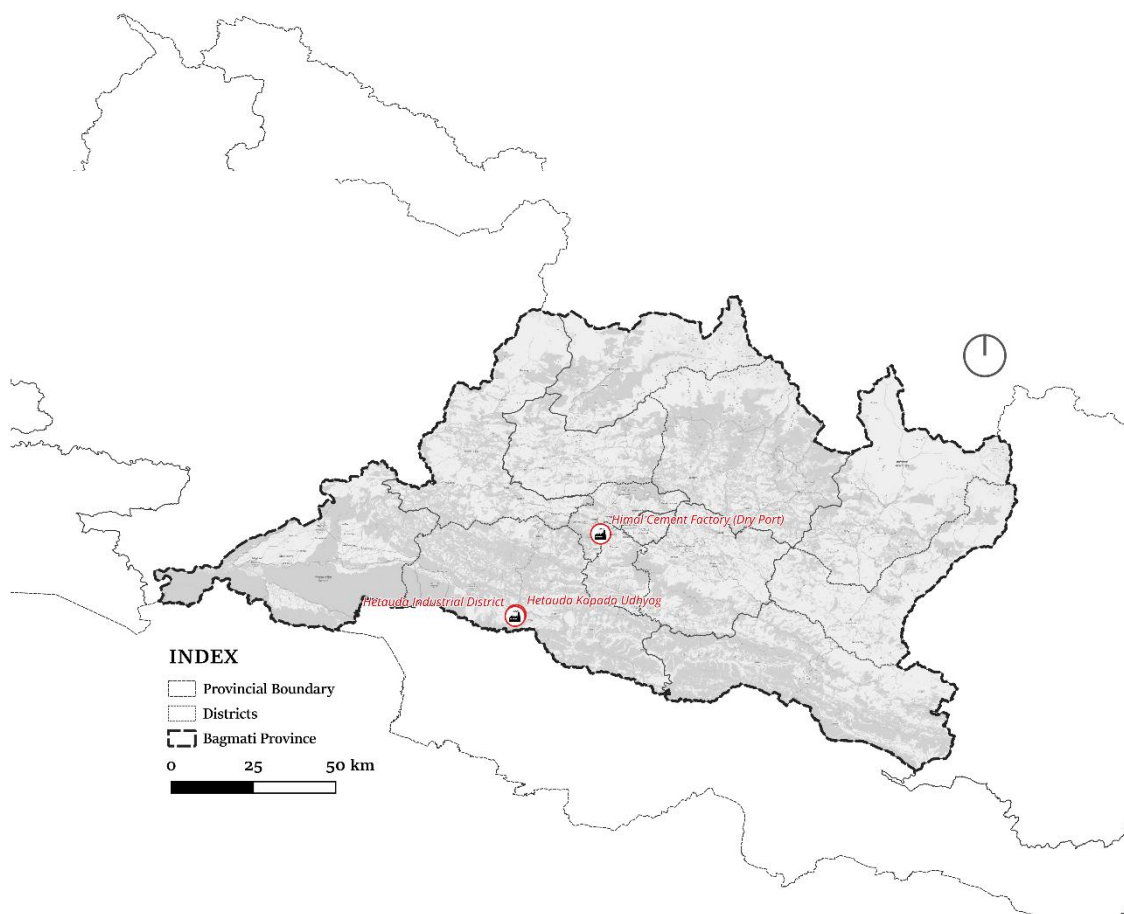 Himal Cement Factory (Dry Port)
Hetauda Industrial District
Hetauda Kapada Udhyog
INDEX
Provincial Boundary
Districts
Bagmati Province
0 25 50 km